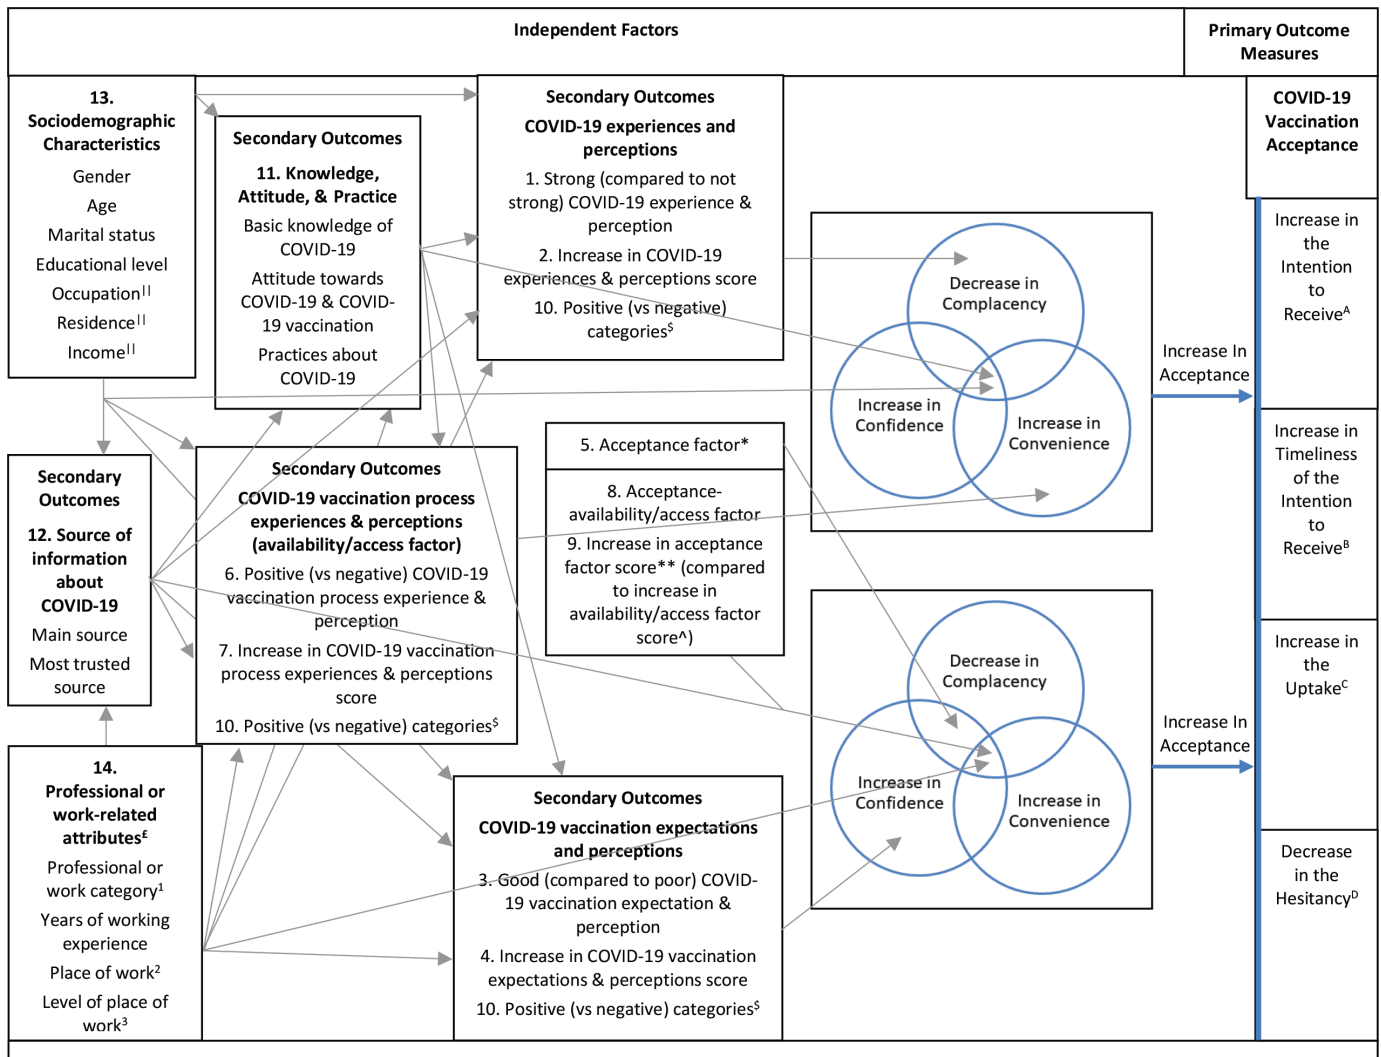 Independent Factors
Primary Outcome
Measures
13.
Sociodemographic
Characteristics
Gender
Age
Marital status
Educational level
Occupation||
Residence||
Income||
Secondary Outcomes
11. Knowledge,
Attitude, & Practice
Basic knowledge of
COVID-19
Attitude towards
COVID-19 & COVID-
19 vaccination
Practices about
COVID-19
Secondary Outcomes
COVID-19 experiences and
perceptions
1. Strong (compared to not
strong) COVID-19 experience &
perception
2. Increase in COVID-19
experiences & perceptions score
10. Positive (vs negative)
categories$
Secondary
Outcomes
12. Source of
information
about
COVID-19
Main source
Most trusted
source
Secondary Outcomes
COVID-19 vaccination process
experiences & perceptions
(availability/access factor)
6. Positive (vs negative) COVID-19
vaccination process experience &
perception
7. Increase in COVID-19 vaccination
process experiences & perceptions
score
10. Positive (vs negative) categories$
5. Acceptance factor*
8. Acceptance-
availability/access factor
9. Increase in acceptance
factor score** (compared
to increase in
availability/access factor
score^)
14.
Professional or
work-related
attributes£
Professional or
work category1
Years of working
experience
Place of work2
Level of place of
work3
Secondary Outcomes
COVID-19 vaccination expectations
and perceptions
3. Good (compared to poor) COVID-
19 vaccination expectation &
perception
4. Increase in COVID-19 vaccination
expectations & perceptions score
10. Positive (vs negative) categories$
Decrease in
Complacency
Increase in
Confidence
Increase in
Convenience
Increase In
Acceptance
Decrease in
Complacency
Increase in
Confidence
Increase in
Convenience
Increase In
Acceptance
COVID-19
Vaccination
Acceptance
Increase in
the
Intention
to
ReceiveA
Increase in
Timeliness
of the
Intention
to
ReceiveB
Increase in
the
UptakeC
Decrease
in the
HesitancyD